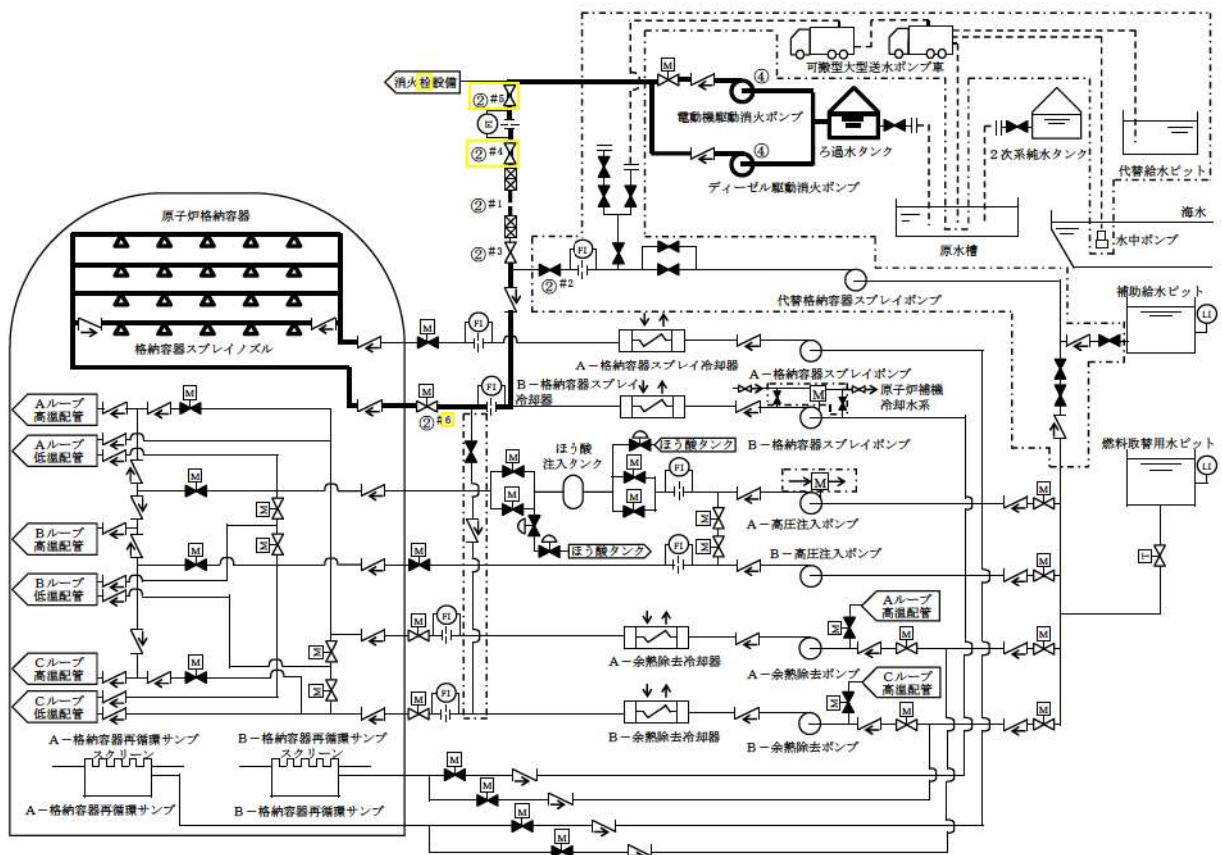 可搬型大型送水ポンプ車
消火栓設備
M
④
②#5
FI
電動機駆動消火ポンプ
ろ過水タンク
2次系純水タンク
代替給水ピット
②#4
④
ディーゼル駆動消火ポンプ
②#1
原子炉格納容器
海水
水中ポンプ
原水槽
②#3
FI
②#2
代替格納容器スプレイポンプ
補助給水ピット
LI
格納容器スプレイノズル
M
FI
A-格納容器スプレイ冷却器
A-格納容器スプレイポンプ
B-格納容器スプレイ
冷却器
M
原子炉補機
冷却水系
Aループ
高温配管
M
M
FI
②#6
B-格納容器スプレイポンプ
Aループ
低温配管
ほう酸
注入タンク
ほう酸タンク
燃料取替用水ピット
LI
M
M
M
FI
M
A-高圧注入ポンプ
M
M
M
M
M
Bループ
高温配管
M
ほう酸タンク
M
FI
M
B-高圧注入ポンプ
M
M
M
Bループ
低温配管
T
Aループ
高温配管
M
FI
M
M
M
A-余熱除去冷却器
A-余熱除去ポンプ
M
Cループ
高温配管
M
Cループ
高温配管
M
Cループ
低温配管
M
M
FI
M
M
M
B-余熱除去冷却器
B-余熱除去ポンプ
A-格納容器再循環サンプ
スクリーン
B-格納容器再循環サンプ
スクリーン
M
M
A-格納容器再循環サンプ
B-格納容器再循環サンプ
M
M